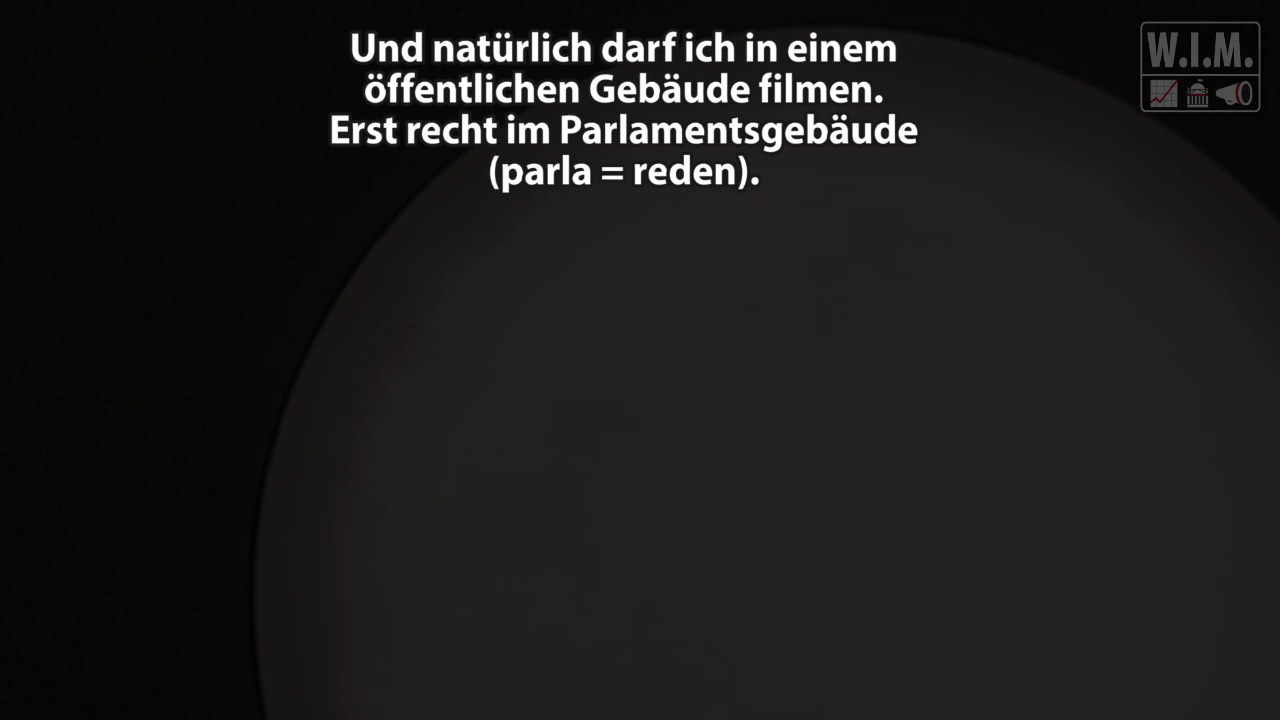 Und natürlich darf ich in einem
öffentlichen Gebäude filmen.
Erst recht im Parlamentsgebäude
(parla = reden).
W.I.M.